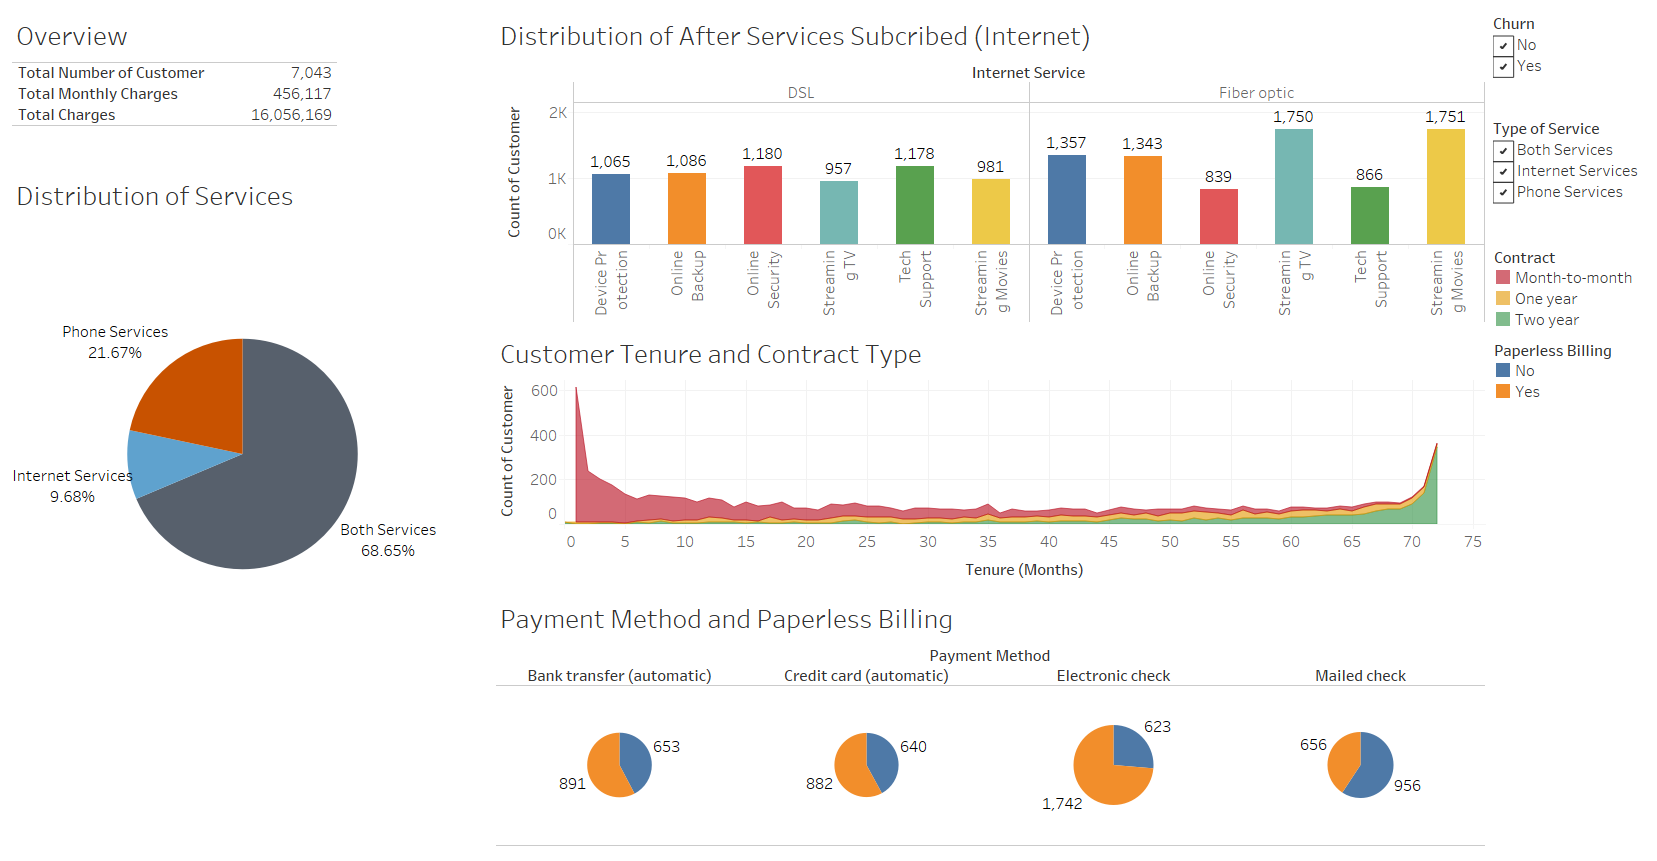 Overview
Total Number of Customer 7,043
Total Monthly Charges 456,117
Total Charges 16,056,169
Distribution of Services
Phone Services
21.67%
Internet Services
9.68%
Both Services
68.65%
Distribution of After Services Subcribed (Internet)
Internet Service
DSL Fiber optic
Count of Customer
2K
1K
0K
1,065 1,086 1,180 957 1,178 981 1,357 1,343 839 1,750 866 1,751
Device Pr
otection
Online
Backup
Online
Security
Streamin
g TV
Tech
Support
Streamin
g Movies
Device Pr
otection
Online
Backup
Online
Security
Streamin
g TV
Tech
Support
Streamin
g Movies
Customer Tenure and Contract Type
Count of Customer
600
400
200
0
0 5 10 15 20 25 30 35 40 45 50 55 60 65 70 75
Tenure (Months)
Payment Method and Paperless Billing
Payment Method
Bank transfer (automatic) Credit card (automatic) Electronic check Mailed check
653
891
640
882
623
1,742
656
956
Churn
No
Yes
Type of Service
Both Services
Internet Services
Phone Services
Contract
Month-to-month
One year
Two year
Paperless Billing
No
Yes